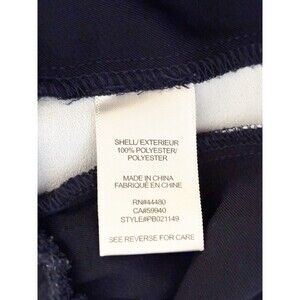 SHELL/ EXTERIEUR
100% POLYESTER/
POLYESTER
MADE IN CHINA
FABRIQUÉ EN CHINE
RN#44480
CA#59940
STYLE#PB021149
SEE REVERSE FOR CARE